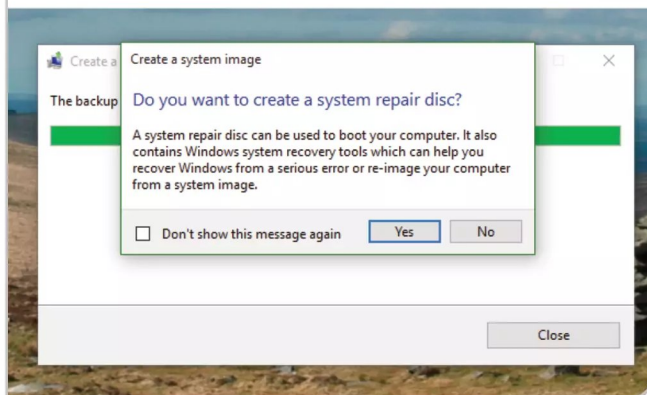 Create a
Create a system image
The backup
Do you want to create a system repair disc?
A system repair disc can be used to boot your computer. It also
contains Windows system recovery tools which can help you
recover Windows from a serious error or re-image your computer
from a system image.
Don't show this message again
Yes
No
Close